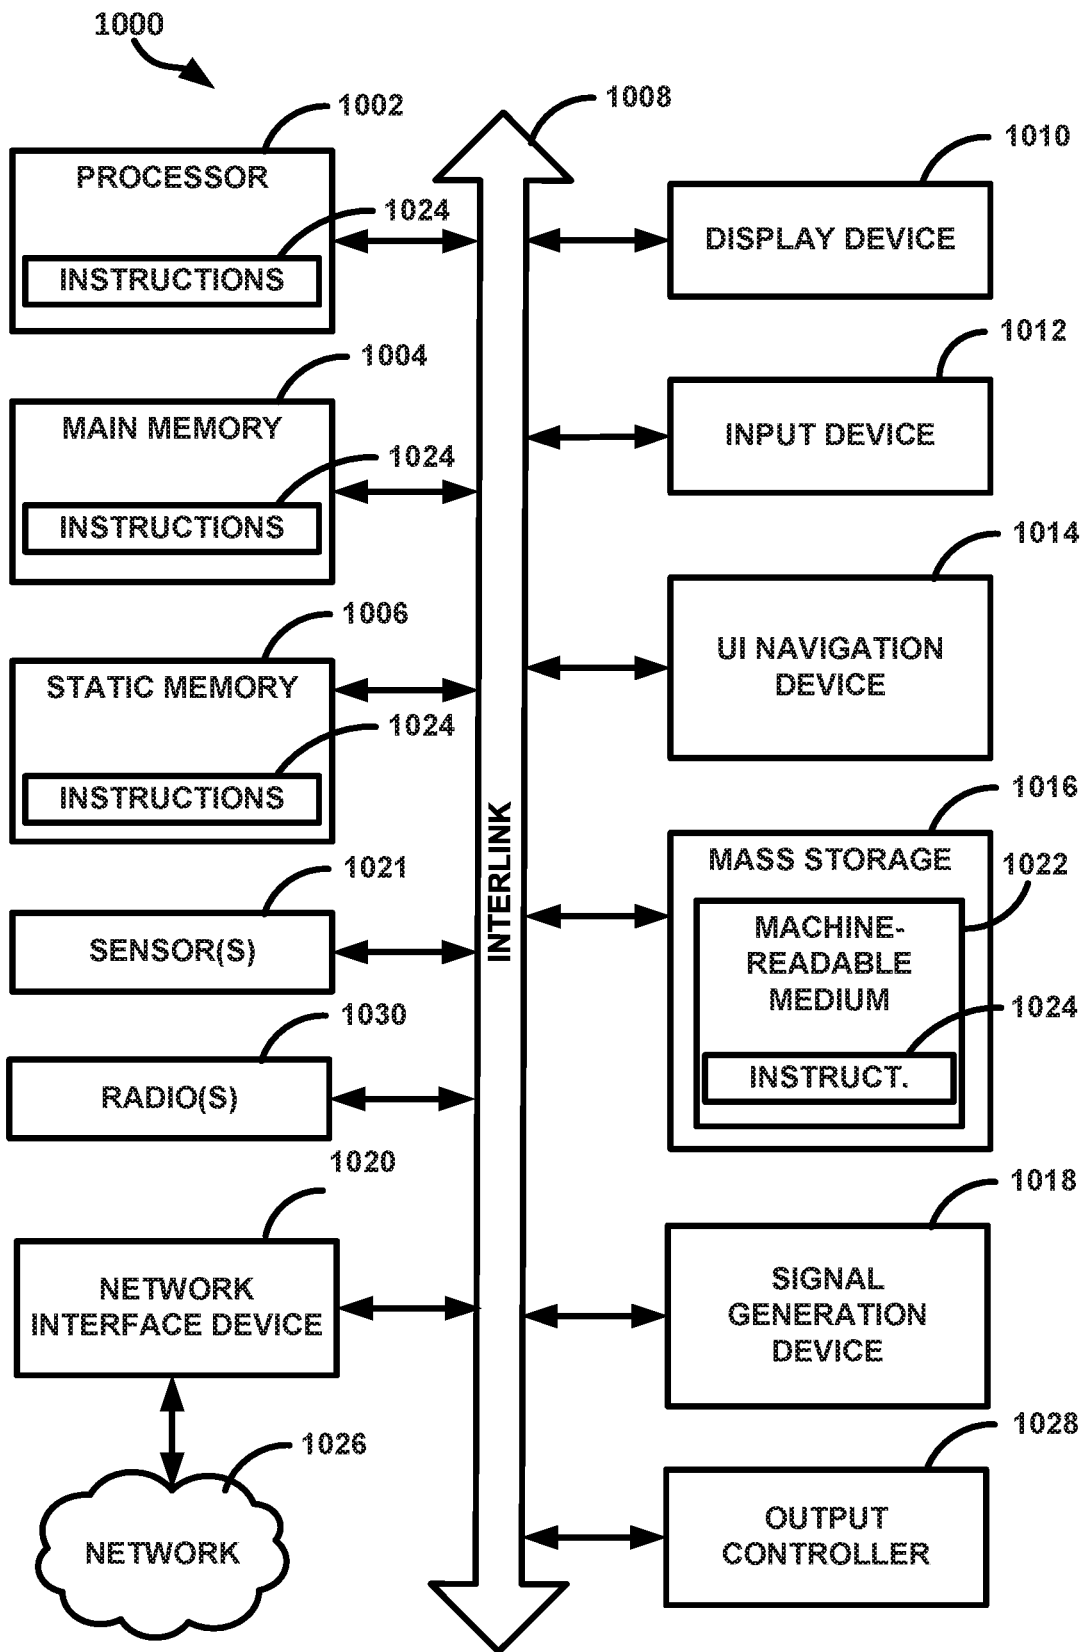 1000
1002
PROCESSOR
1024
INSTRUCTIONS
1004
MAIN MEMORY
1024
INSTRUCTIONS
1006
STATIC MEMORY
1024
INSTRUCTIONS
1021
SENSOR(S)
1030
RADIO(S)
1020
NETWORK
INTERFACE DEVICE
1026
NETWORK
1008
INTERLINK
1010
DISPLAY DEVICE
1012
INPUT DEVICE
1014
UI NAVIGATION
DEVICE
1016
MASS STORAGE
1022
MACHINE-
READABLE
MEDIUM
1024
INSTRUCT.
1018
SIGNAL
GENERATION
DEVICE
1028
OUTPUT
CONTROLLER